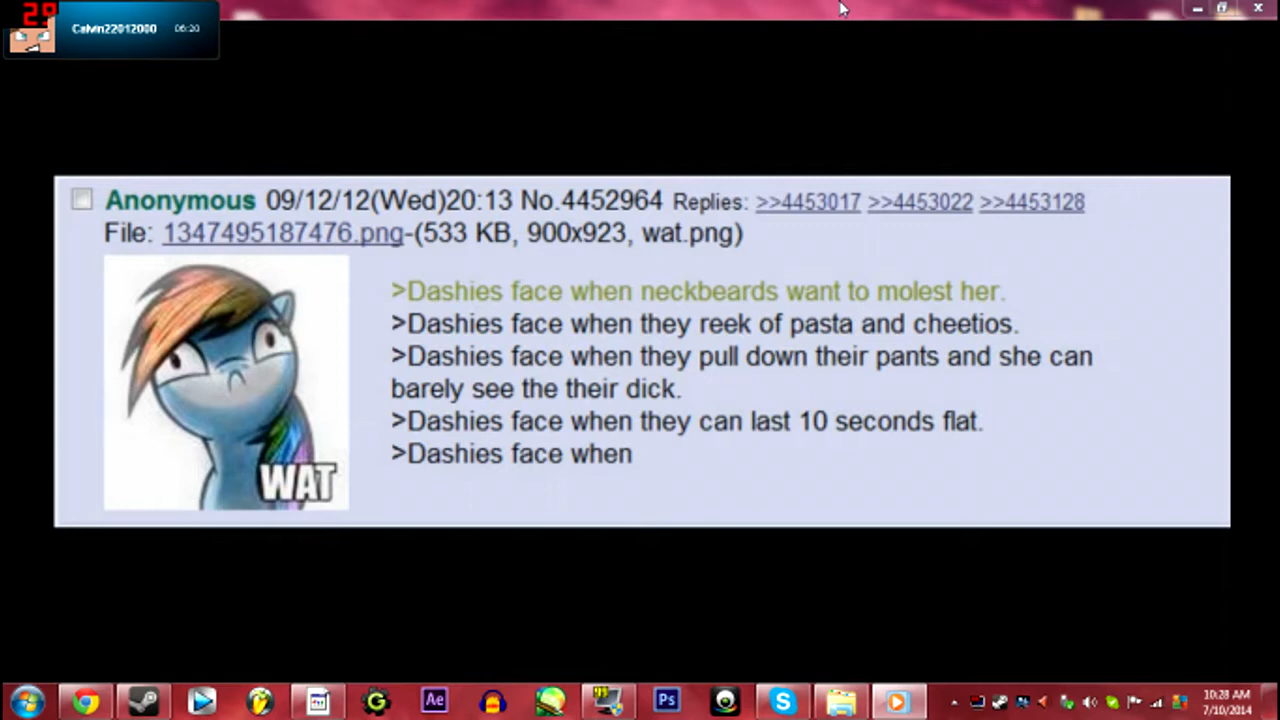 29
Calvin22012000 06:20
Anonymous 09/12/12(Wed)20:13 No.4452964 Replies: >>4453017 >>4453022 >>4453128
File: 1347495187476.png-(533 KB, 900x923, wat.png)
>Dashies face when neckbeards want to molest her.
>Dashies face when they reek of pasta and cheetios.
>Dashies face when they pull down their pants and she can
barely see the their dick.
>Dashies face when they can last 10 seconds flat.
>Dashies face when
WAT
Ae
Ps
10:28 AM
7/10/2014